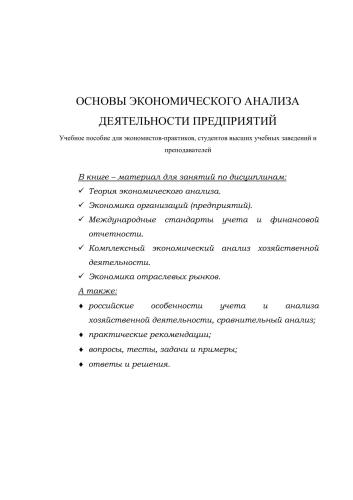 ОСНОВЫ ЭКОНОМИЧЕСКОГО АНАЛИЗА
ДЕЯТЕЛЬНОСТИ ПРЕДПРИЯТИЙ
Учебное пособие для экономистов-практиков, студентов высших учебных заведений и
преподавателей
В книге – материал для занятий по дисциплинам:
✓ Теория экономического анализа.
✓ Экономика организаций (предприятий).
✓ Международные стандарты учета и финансовой
отчетности.
✓ Комплексный экономический анализ хозяйственной
деятельности.
✓ Экономика отраслевых рынков.
А также:
♦ российские особенности учета и анализа
хозяйственной деятельности, сравнительный анализ;
♦ практические рекомендации;
♦ вопросы, тесты, задачи и примеры;
♦ ответы и решения.